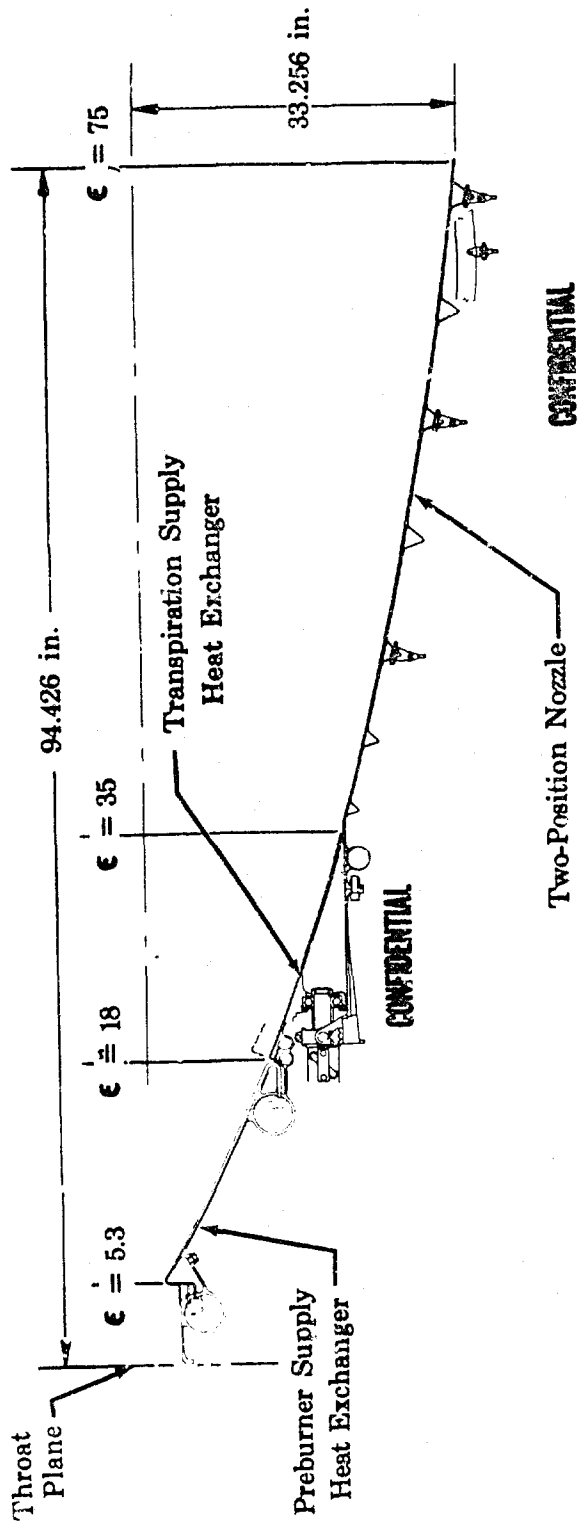 Throat
Plane
94.426 in.
ϵ = 5.3
ϵ = 18
ϵ = 35
ϵ = 75
33.256 in.
Transpiration Supply
Heat Exchanger
Preburner Supply
Heat Exchanger
CONFIDENTIAL
Two-Position Nozzle
CONFIDENTIAL